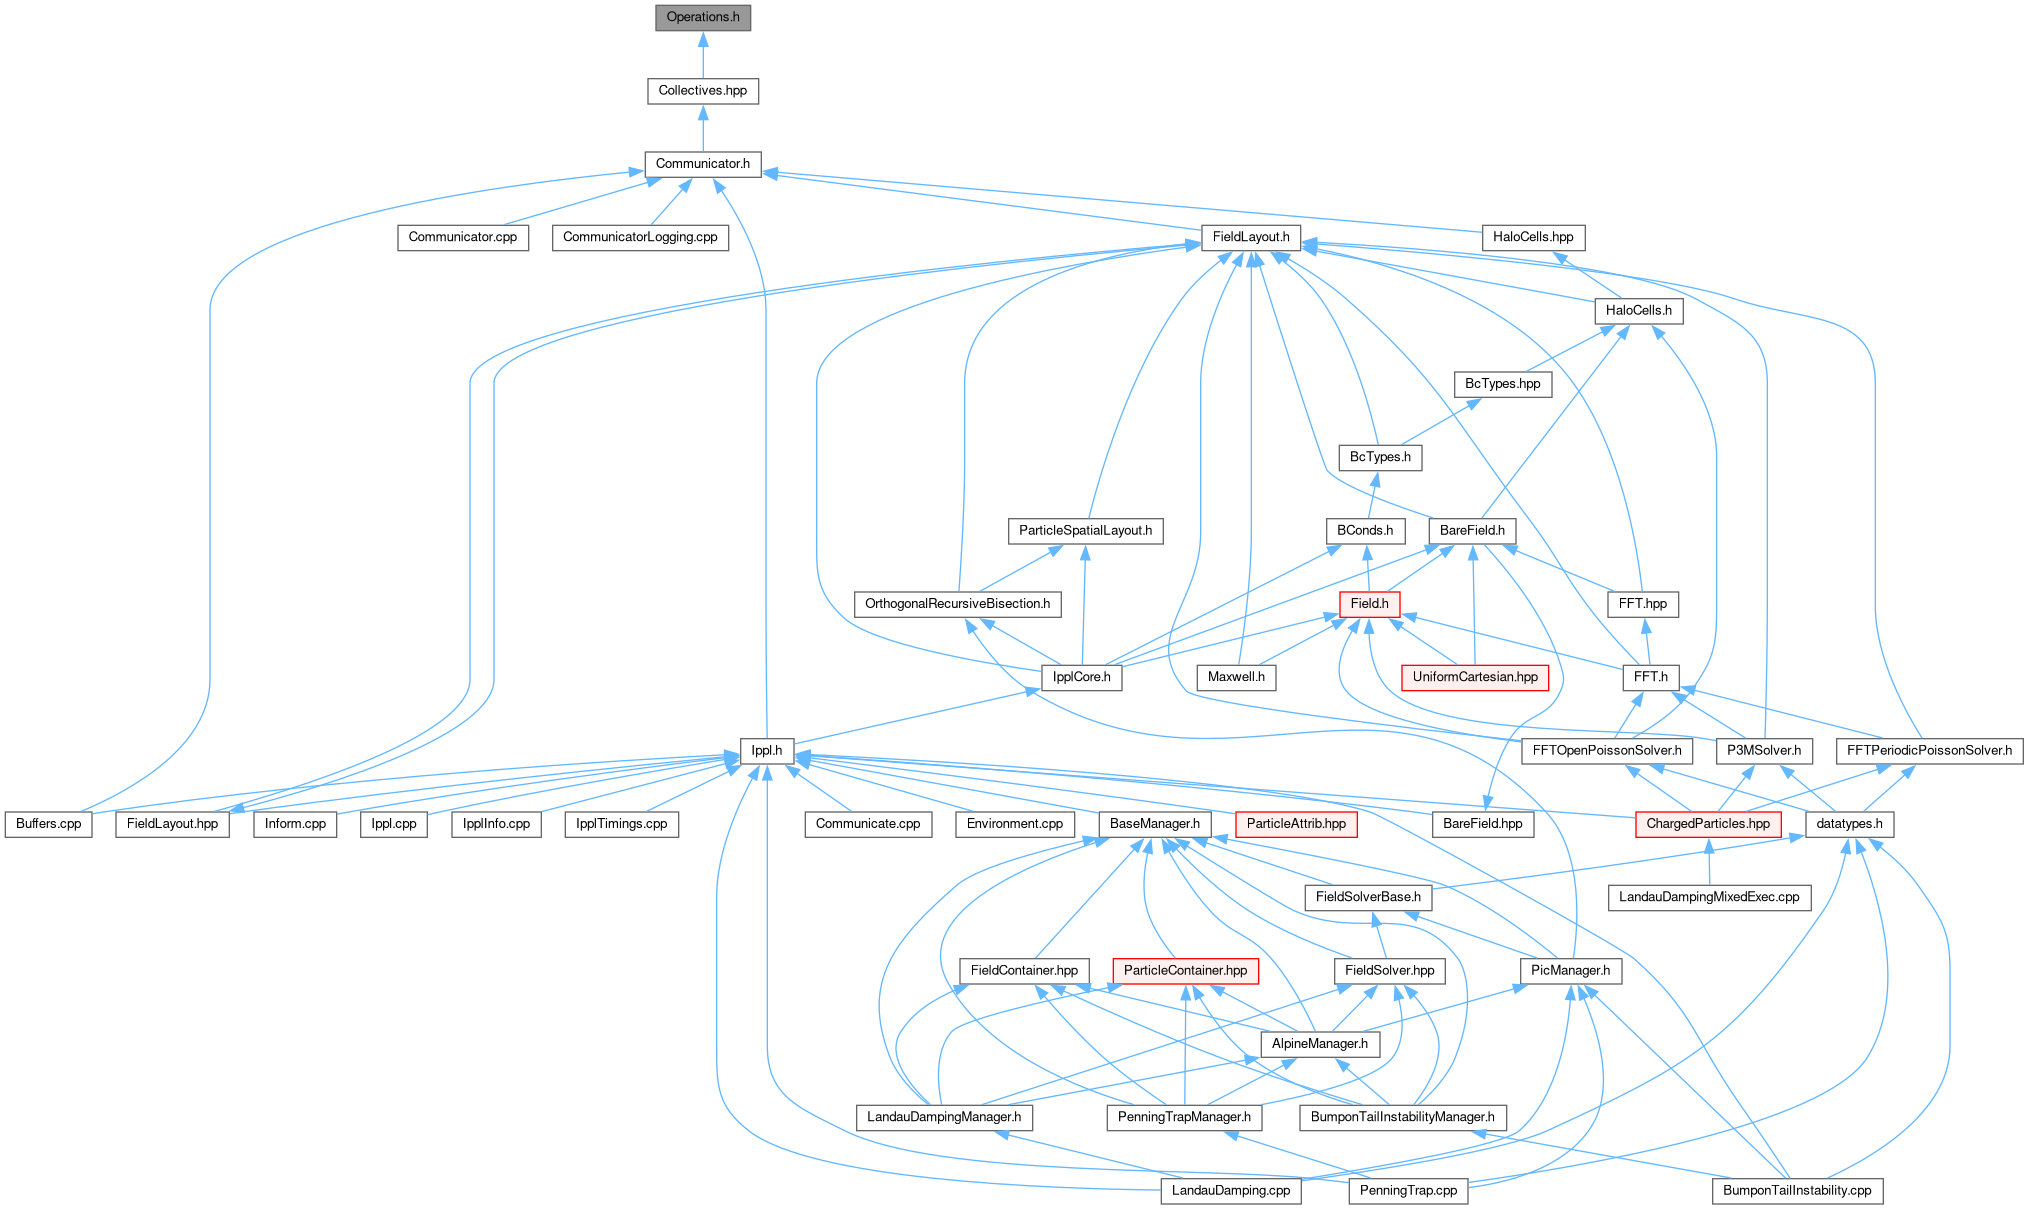 Operations.h
Collectives.hpp
Communicator.h
Communicator.cpp
CommunicatorLogging.cpp
FieldLayout.h
HaloCells.hpp
HaloCells.h
BcTypes.hpp
BcTypes.h
ParticleSpatialLayout.h
BConds.h
BareField.h
OrthogonalRecursiveBisection.h
Field.h
FFT.hpp
IpplCore.h
Maxwell.h
UniformCartesian.hpp
FFT.h
Ippl.h
FFTOpenPoissonSolver.h
P3MSolver.h
FFTPeriodicPoissonSolver.h
Buffers.cpp
FieldLayout.hpp
Inform.cpp
Ippl.cpp
IpplInfo.cpp
IpplTimings.cpp
Communicate.cpp
Environment.cpp
BaseManager.h
ParticleAttrib.hpp
BareField.hpp
ChargedParticles.hpp
datatypes.h
FieldSolverBase.h
LandauDampingMixedExec.cpp
FieldContainer.hpp
ParticleContainer.hpp
FieldSolver.hpp
PicManager.h
AlpineManager.h
LandauDampingManager.h
PenningTrapManager.h
BumponTailInstabilityManager.h
LandauDamping.cpp
PenningTrap.cpp
BumponTailInstability.cpp